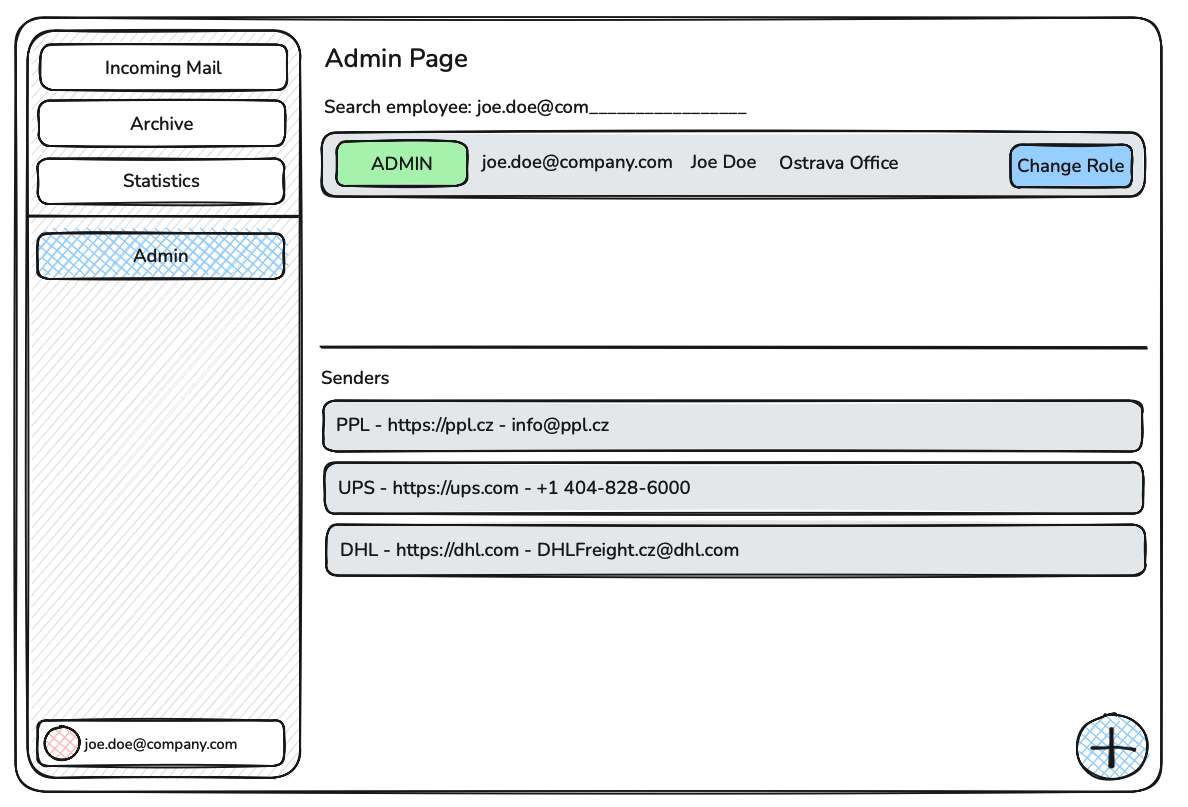 Incoming Mail
Archive
Statistics
Admin
joe.doe@company.com
Admin Page
Search employee: joe.doe@com_________________
ADMIN joe.doe@company.com Joe Doe Ostrava Office Change Role
Senders
PPL - https://ppl.cz - info@ppl.cz
UPS - https://ups.com - +1 404-828-6000
DHL - https://dhl.com - DHLFreight.cz@dhl.com